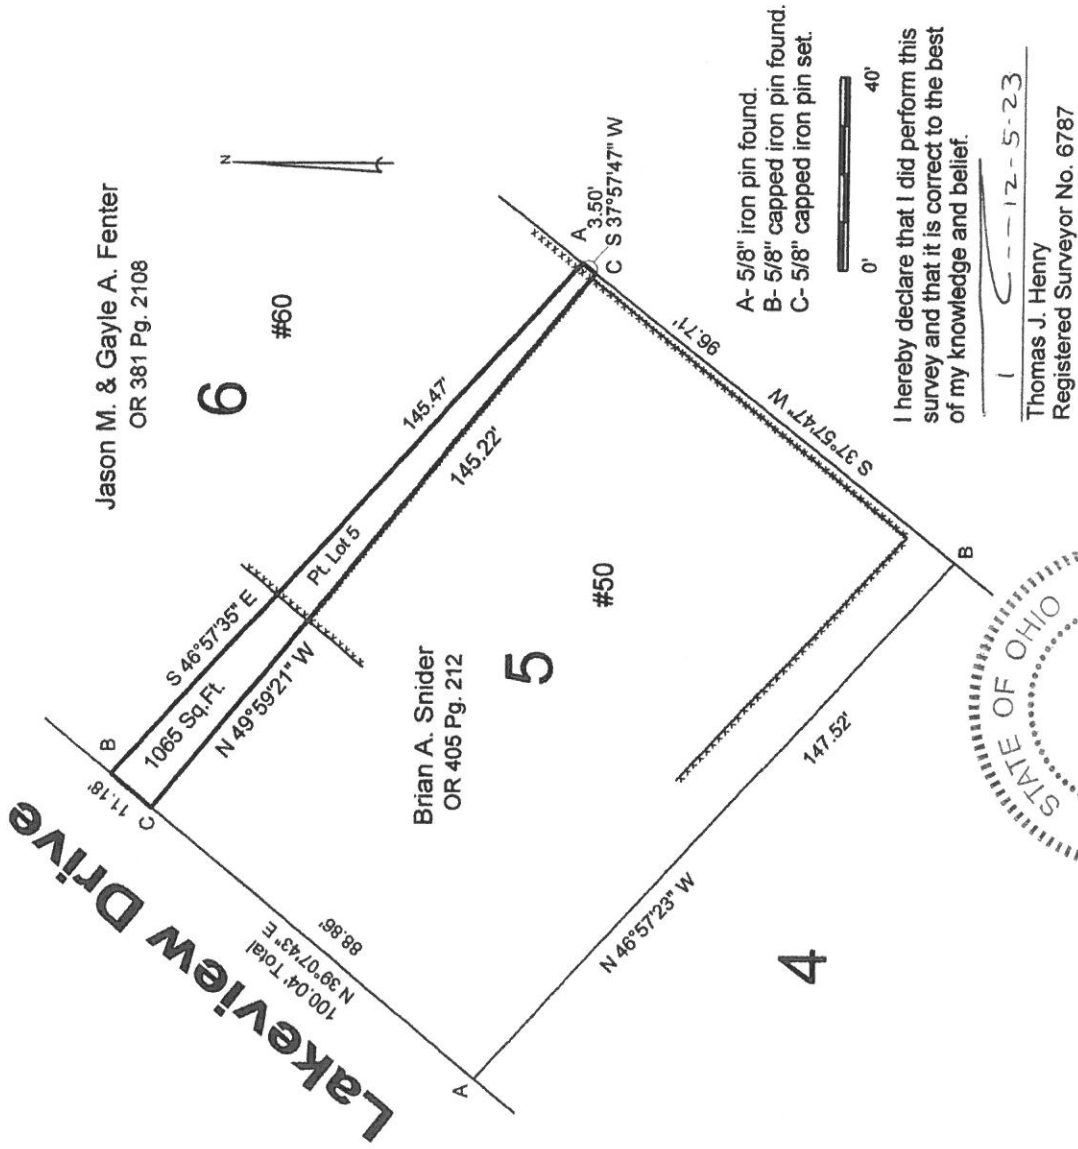 Lakeview Drive
Jason M. & Gayle A. Fenter
OR 381 Pg. 2108
6
#60
N
B
11.18'
C
S 46°57'35" E
145.47'
1065 Sq.Ft.
Pt. Lot 5
N 49°59'21" W
145.22'
A
3.50'
C S 37°57'47" W
100.04' Total
N 39°07'43" E
88.86'
Brian A. Snider
OR 405 Pg. 212
5
#50
96.71'
S 37°57'47" W
A
N 46°57'23" W
147.52'
B
4
A- 5/8" iron pin found.
B- 5/8" capped iron pin found.
C- 5/8" capped iron pin set.
0' 40'
I hereby declare that I did perform this
survey and that it is correct to the best
of my knowledge and belief.
12-5-23
Thomas J. Henry
Registered Surveyor No. 6787
STATE OF OHIO